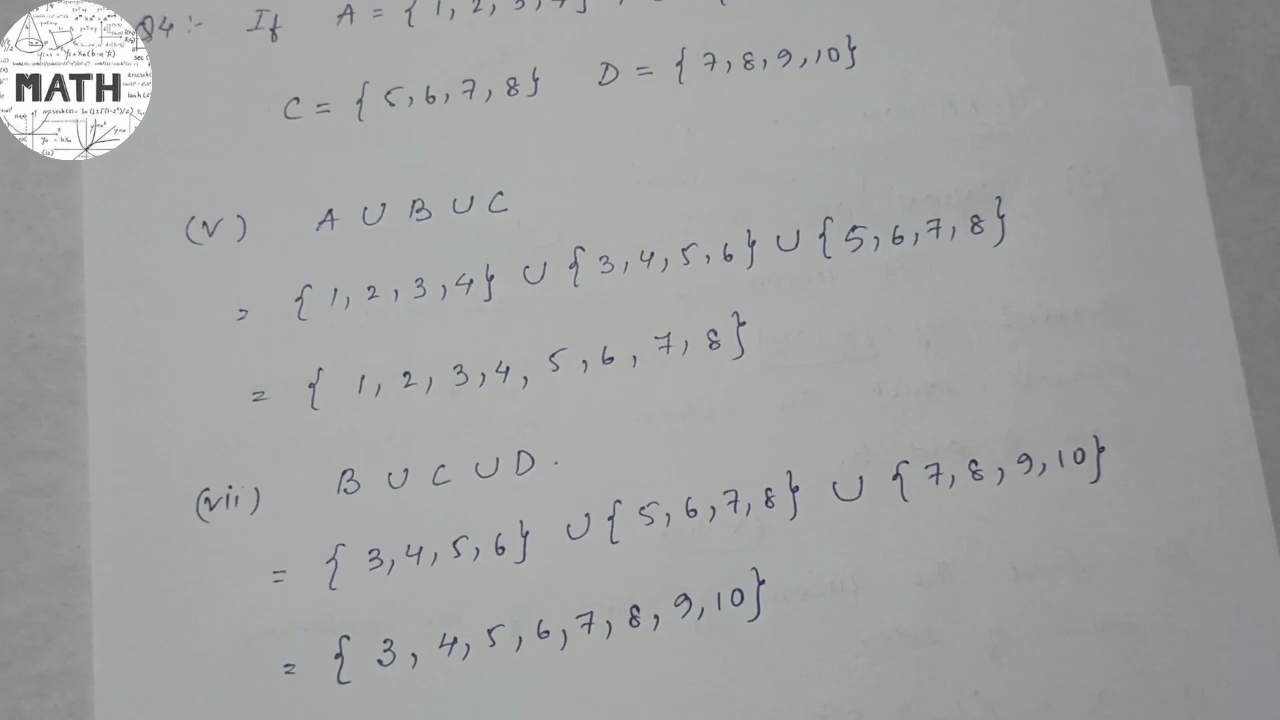 Q4:- If A = {1, 2, 3, 4}
C = {5, 6, 7, 8} D = {7, 8, 9, 10}
(v) A ∪ B ∪ C
= {1, 2, 3, 4} ∪ {3, 4, 5, 6} ∪ {5, 6, 7, 8}
= {1, 2, 3, 4, 5, 6, 7, 8}
(vii) B ∪ C ∪ D.
= {3, 4, 5, 6} ∪ {5, 6, 7, 8} ∪ {7, 8, 9, 10}
= {3, 4, 5, 6, 7, 8, 9, 10}
MATH